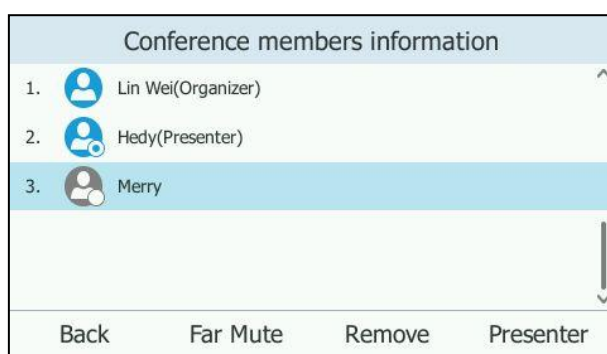 Conference members information
1. Lin Wei(Organizer)
2. Hedy(Presenter)
3. Merry
Back Far Mute Remove Presenter